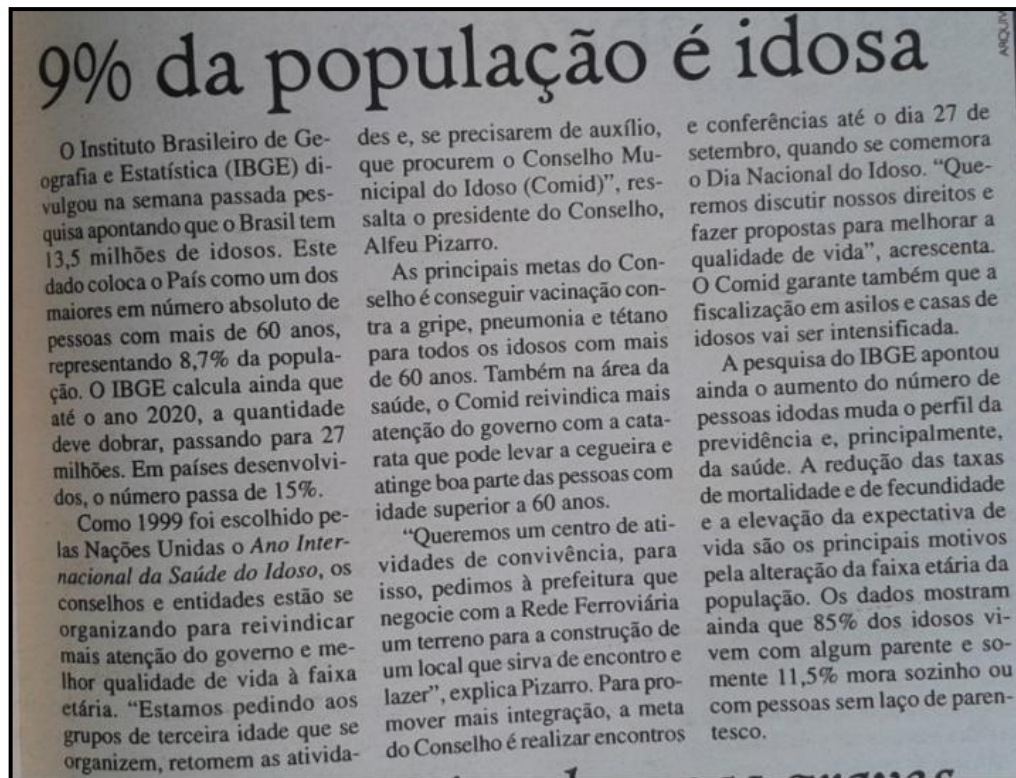 9% da população é idosa
ARQUIV
O Instituto Brasileiro de Ge-
ografia e Estatística (IBGE) di-
vulgou na semana passada pes-
quisa apontando que o Brasil tem
13,5 milhões de idosos. Este
dado coloca o País como um dos
maiores em número absoluto de
pessoas com mais de 60 anos,
representando 8,7% da popula-
ção. O IBGE calcula ainda que
até o ano 2020, a quantidade
deve dobrar, passando para 27
milhões. Em países desenvolvi-
dos, o número passa de 15%.
Como 1999 foi escolhido pe-
las Nações Unidas o Ano Inter-
nacional da Saúde do Idoso, os
conselhos e entidades estão se
organizando para reivindicar
mais atenção do governo e me-
lhor qualidade de vida à faixa
etária. “Estamos pedindo aos
grupos de terceira idade que se
organizem, retomem as ativida-
des e, se precisarem de auxílio,
que procurem o Conselho Mu-
nicipal do Idoso (Comid)”, res-
salta o presidente do Conselho,
Alfeu Pizarro.
As principais metas do Con-
selho é conseguir vacinação con-
tra a gripe, pneumonia e tétano
para todos os idosos com mais
de 60 anos. Também na área da
saúde, o Comid reivindica mais
atenção do governo com a cata-
rata que pode levar a cegueira e
atinge boa parte das pessoas com
idade superior a 60 anos.
“Queremos um centro de ati-
vidades de convivência, para
isso, pedimos à prefeitura que
negocie com a Rede Ferroviária
um terreno para a construção de
um local que sirva de encontro e
lazer”, explica Pizarro. Para pro-
mover mais integração, a meta
do Conselho é realizar encontros
e conferências até o dia 27 de
setembro, quando se comemora
o Dia Nacional do Idoso. “Que-
remos discutir nossos direitos e
fazer propostas para melhorar a
qualidade de vida”, acrescenta.
O Comid garante também que a
fiscalização em asilos e casas de
idosos vai ser intensificada.
A pesquisa do IBGE apontou
ainda o aumento do número de
pessoas idodas muda o perfil da
previdência e, principalmente,
da saúde. A redução das taxas
de mortalidade e de fecundidade
e a elevação da expectativa de
vida são os principais motivos
pela alteração da faixa etária da
população. Os dados mostram
ainda que 85% dos idosos vi-
vem com algum parente e so-
mente 11,5% mora sozinho ou
com pessoas sem laço de paren-
tesco.